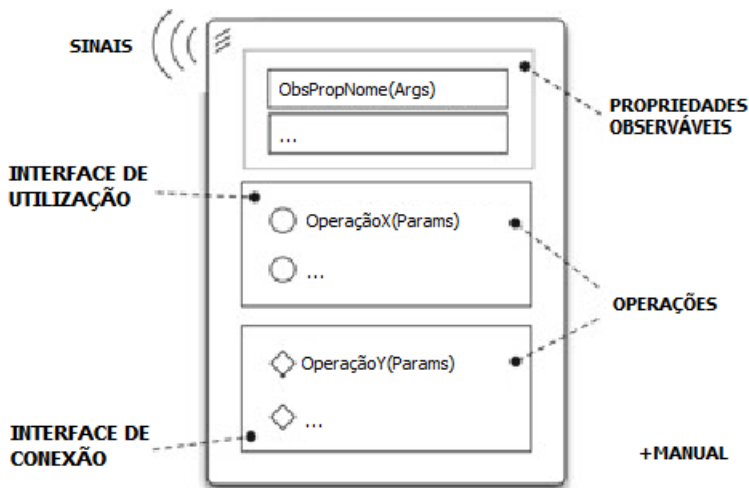 SINAIS
ObsPropNome(Args)
...
PROPRIEDADES
OBSERVÁVEIS
INTERFACE DE
UTILIZAÇÃO
OperaçãoX(Params)
...
OPERAÇÕES
OperaçãoY(Params)
...
INTERFACE DE
CONEXÃO
+MANUAL